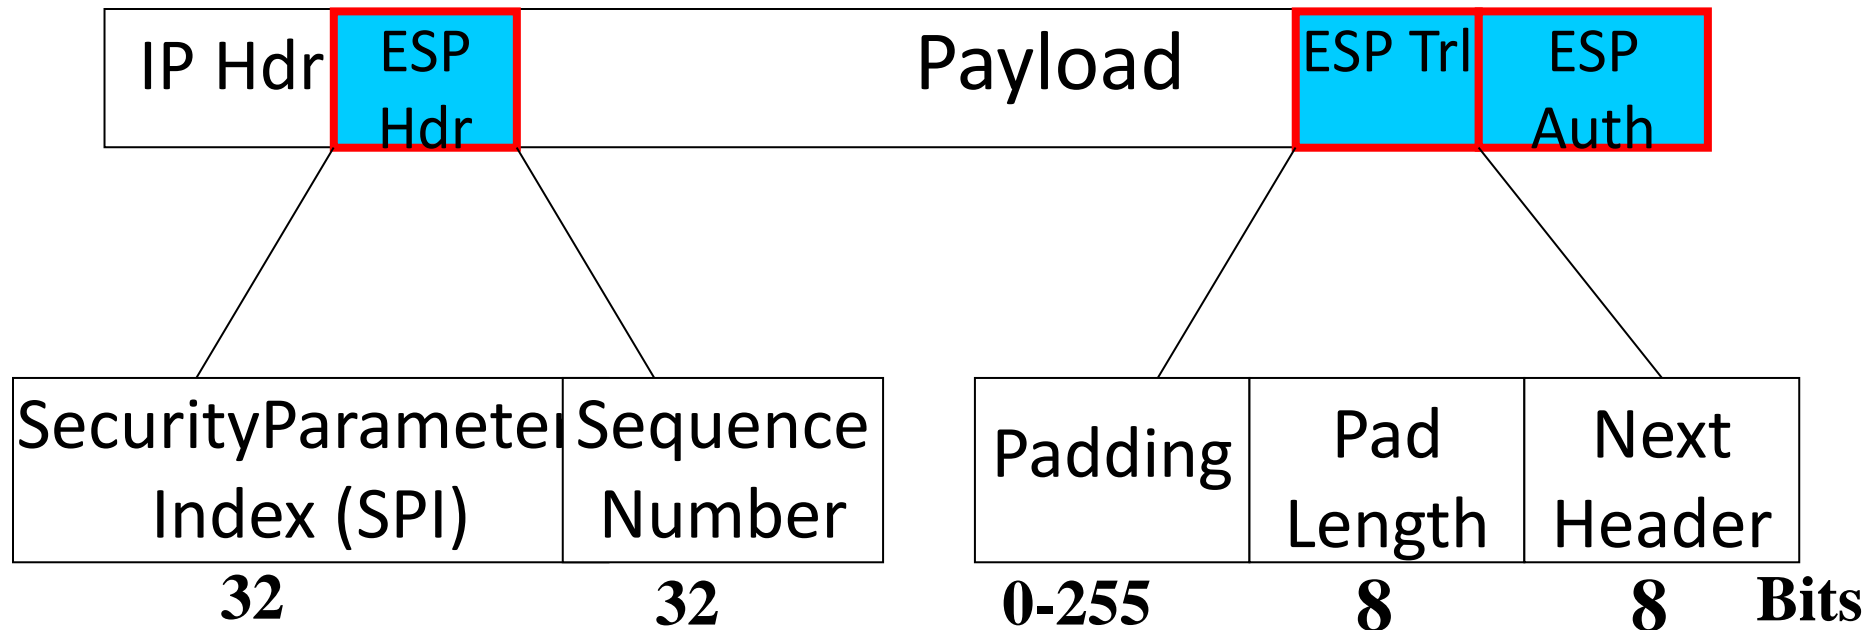 IP Hdr
ESP
Hdr
Payload
ESP Trl
ESP
Auth
SecurityParameter
Index (SPI)
Sequence
Number
Padding
Pad
Length
Next
Header
32
32
0-255
8
8
Bits